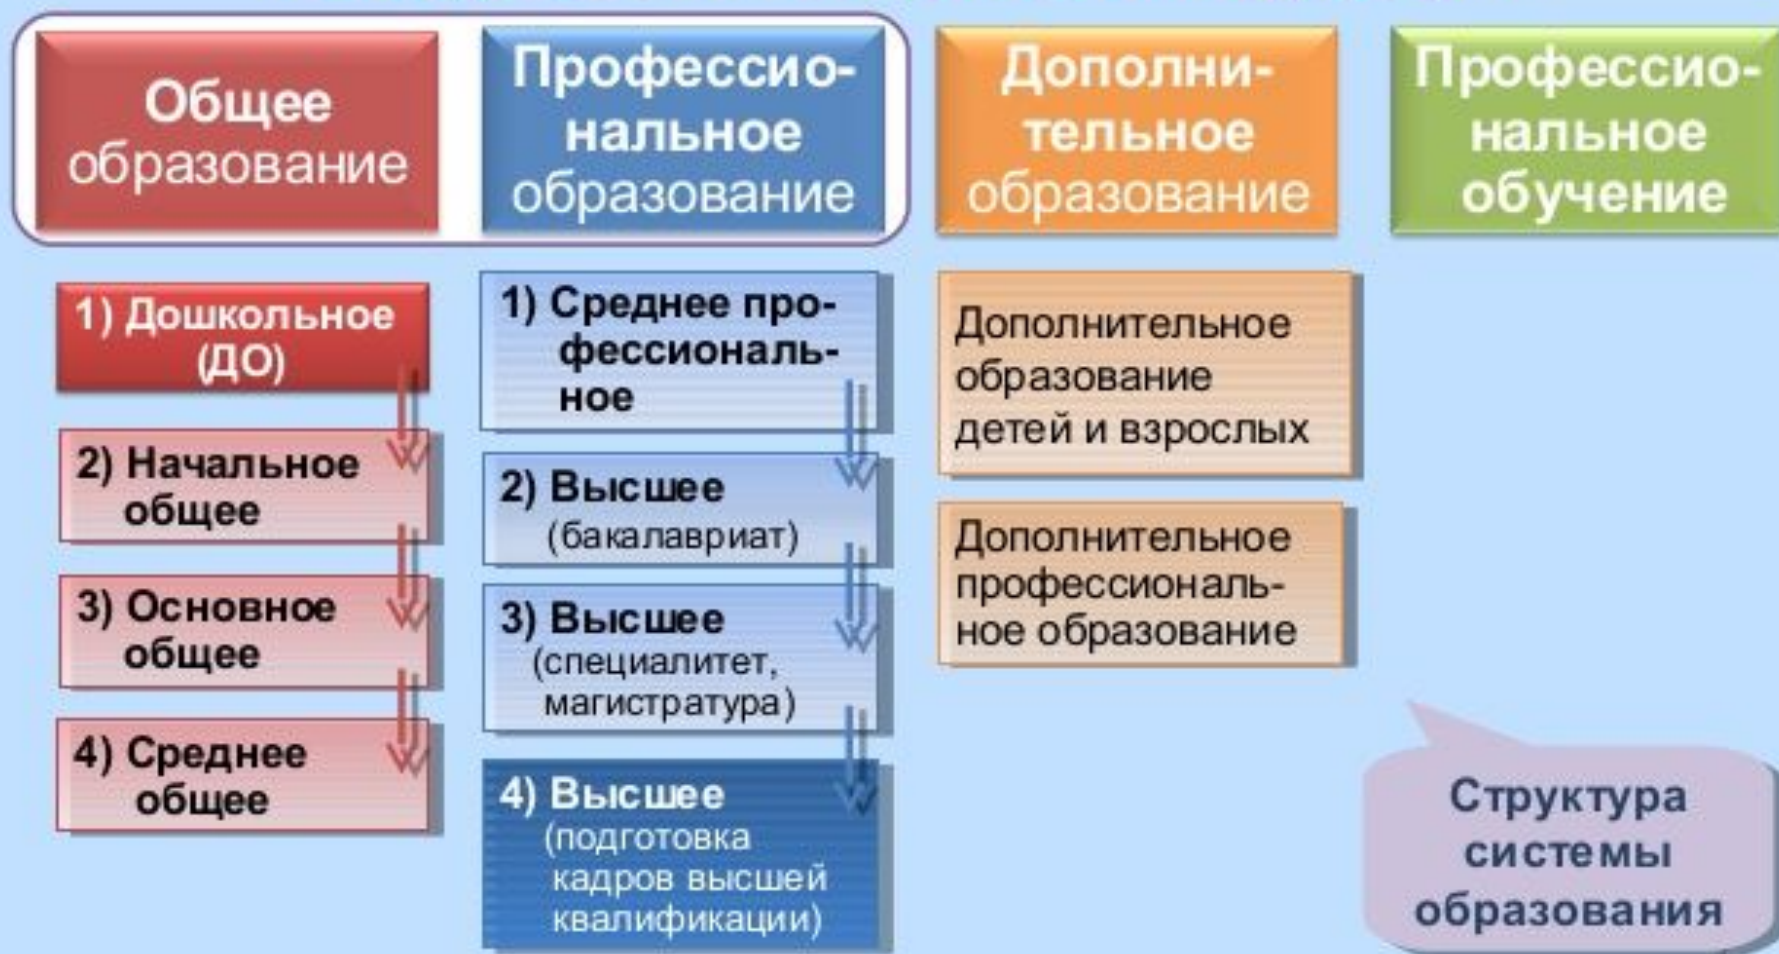 Общее
образование
Профессио-
нальное
образование
Дополни-
тельное
образование
Профессио-
нальное
обучение
1) Дошкольное
(ДО)
2) Начальное
общее
3) Основное
общее
4) Среднее
общее
1) Среднее про-
фессиональ-
ное
2) Высшее
(бакалавриат)
3) Высшее
(специалитет,
магистратура)
4) Высшее
(подготовка
кадров высшей
квалификации)
Дополнительное
образование
детей и взрослых
Дополнительное
профессиональ-
ное образование
Структура
системы
образования